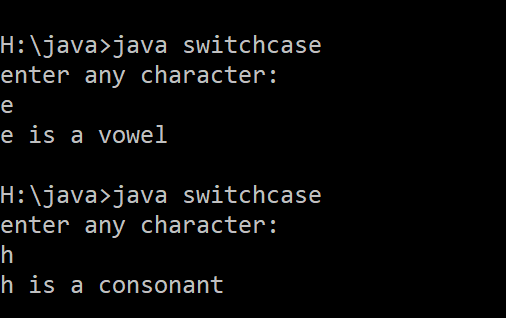 H:\java>java switchcase
enter any character:
e
e is a vowel
H:\java>java switchcase
enter any character:
h
h is a consonant